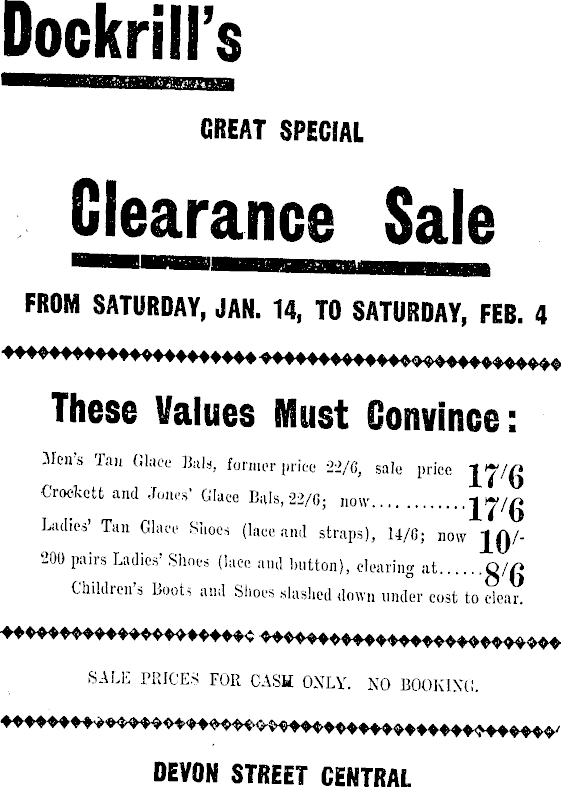 Dockrill's
GREAT SPECIAL
Clearance Sale
FROM SATURDAY, JAN. 14, TO SATURDAY, FEB. 4
These Values Must Convince:
Men's Tan Glace Bals, former price 22/6, sale price 17/6
Crockett and Jones' Glace Bals, 22/6; now............17/6
Ladies' Tan Glace Shoes (lace and straps), 14/6; now 10/-
200 pairs Ladies' Shoes (lace and button), clearing at......8/6
Children's Boots and Shoes slashed down under cost to clear.
SALE PRICES FOR CASH ONLY. NO BOOKING.
DEVON STREET CENTRAL